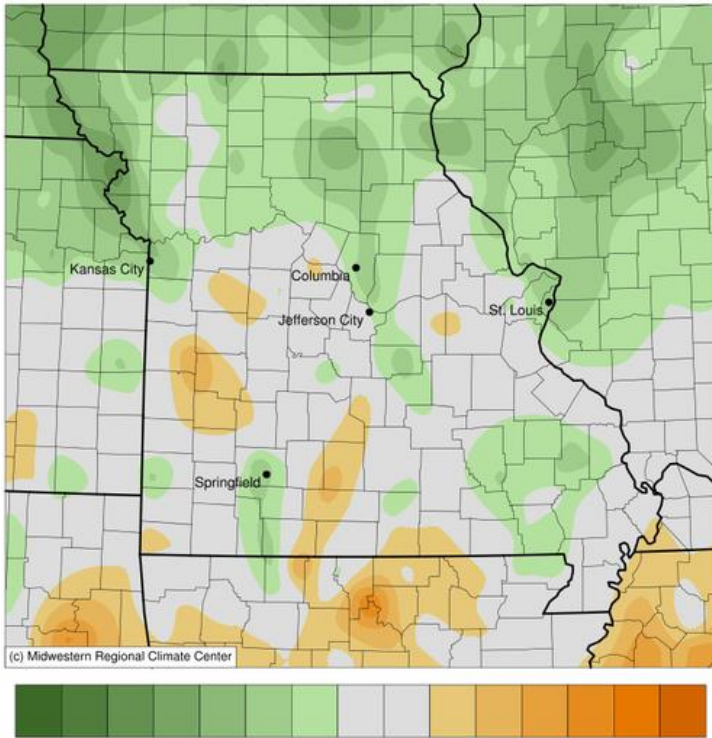 Kansas City
Columbia
Jefferson City
St. Louis
Springfield
(c) Midwestern Regional Climate Center